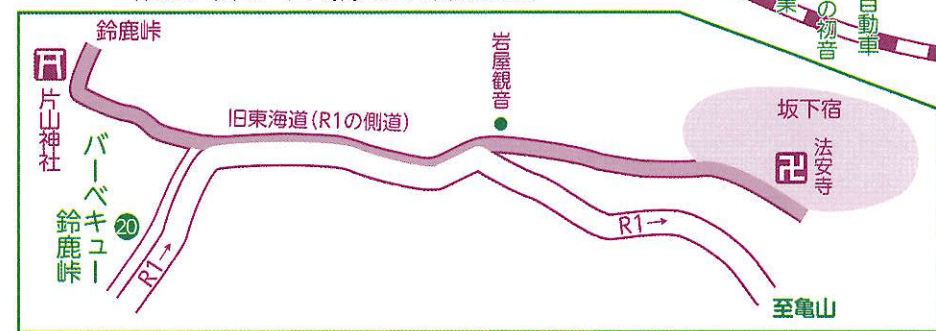 鈴鹿峠
片山神社
バーベキュー
鈴鹿峠
20
R1→
旧東海道(R1の側道)
岩屋観音
坂下宿
法安寺
R1→
至亀山
自動車
の初音
業